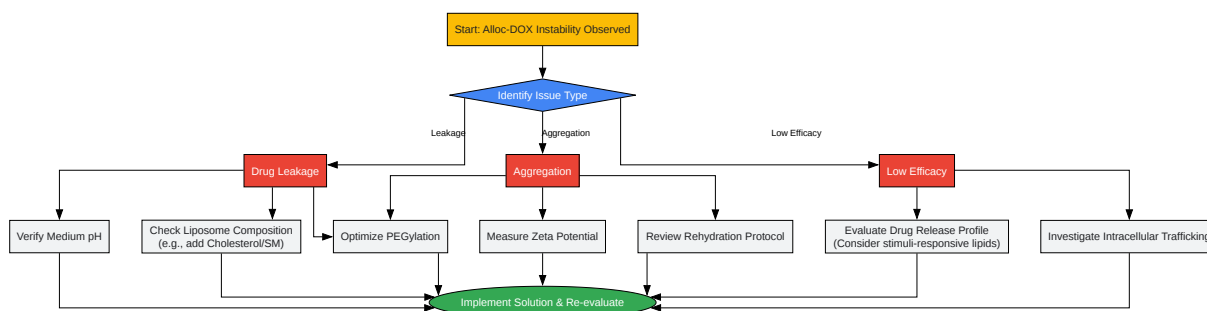 Start: Alloc-DOX Instability Observed
Identify Issue Type
Leakage
Aggregation
Low Efficacy
Drug Leakage
Aggregation
Low Efficacy
Verify Medium pH
Check Liposome Composition
(e.g., add Cholesterol/SM)
Optimize PEGylation
Measure Zeta Potential
Review Rehydration Protocol
Evaluate Drug Release Profile
(Consider stimuli-responsive lipids)
Investigate Intracellular Trafficking
Implement Solution & Re-evaluate